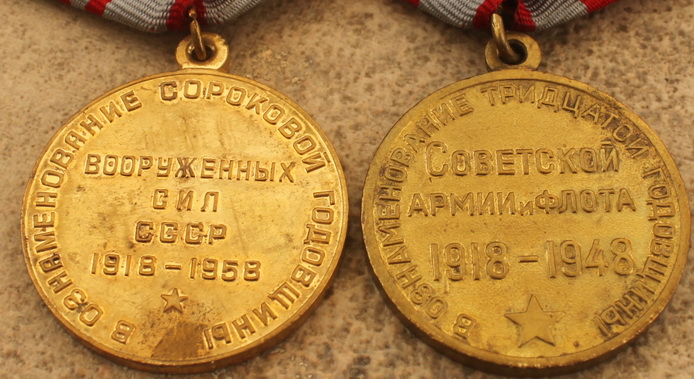 В ОЗНАМЕНОВАНИЕ СОРОКОВОЙ ГОДОВЩИНЫ
ВООРУЖЕННЫХ
СИЛ
СССР
1918-1958
В ОЗНАМЕНОВАНИЕ ТРИДЦАТОЙ ГОДОВЩИНЫ
СОВЕТСКОЙ
АРМИИ и ФЛОТА
1918-1948